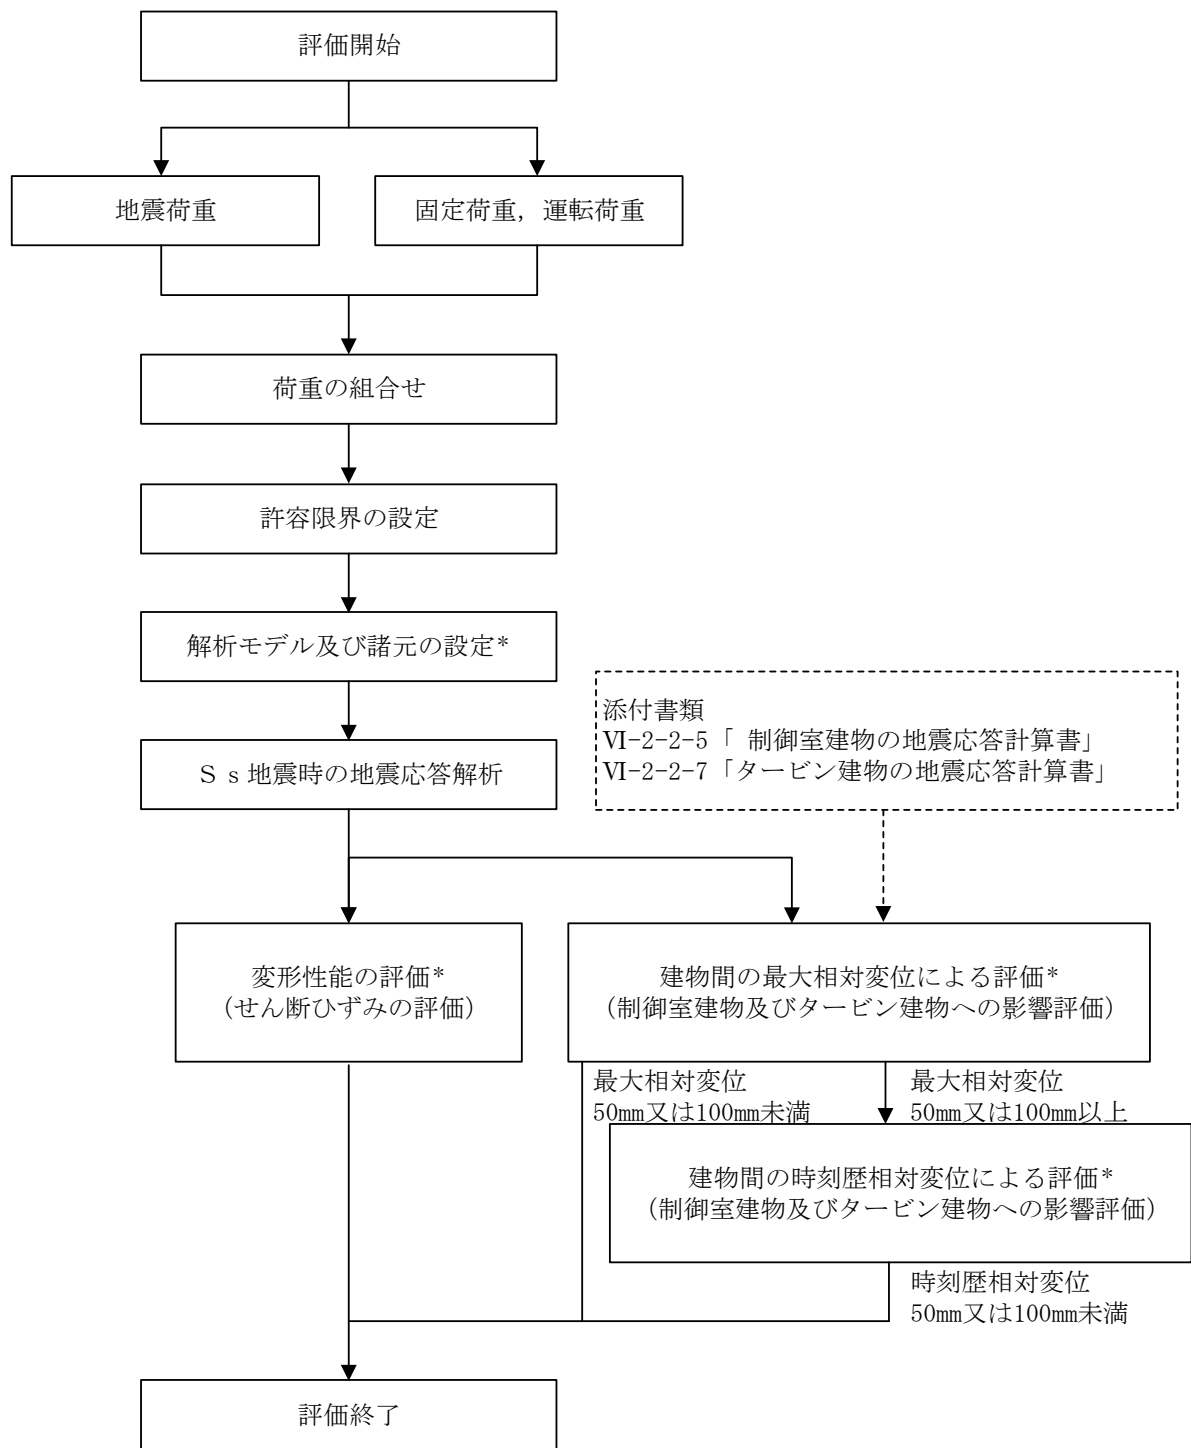 評価開始
地震荷重
固定荷重，運転荷重
荷重の組合せ
許容限界の設定
解析モデル及び諸元の設定*
添付書類
Ⅵ-2-2-5「 制御室建物の地震応答計算書」
Ⅵ-2-2-7「タービン建物の地震応答計算書」
Ｓｓ地震時の地震応答解析
変形性能の評価*
（せん断ひずみの評価）
建物間の最大相対変位による評価*
（制御室建物及びタービン建物への影響評価）
最大相対変位
50㎜又は100㎜未満
最大相対変位
50㎜又は100㎜以上
建物間の時刻歴相対変位による評価*
（制御室建物及びタービン建物への影響評価）
時刻歴相対変位
50㎜又は100㎜未満
評価終了